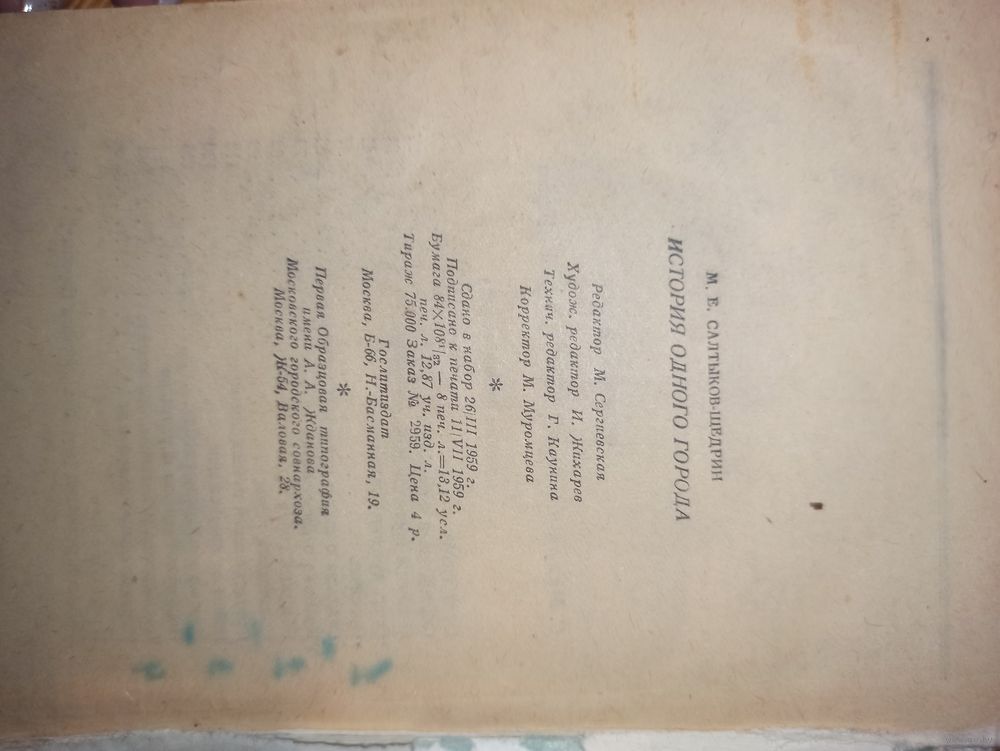 М. Е. САЛТЫКОВ-ЩЕДРИН
ИСТОРИЯ ОДНОГО ГОРОДА
Редактор М. Сергиевская
Худож. редактор И. Жихарев
Технич. редактор Г. Каунина
Корректор М. Муромцева
*
Сдано в набор 26/III 1959 г.
Подписано к печати 11/VII 1959 г.
Бумага 84×108¹/₃₂ — 8 печ. л.=13,12 усл.
печ. л. 12,87 уч. изд. л.
Тираж 75.000 Заказ № 2959. Цена 4 р.
Гослитиздат
Москва, Б-66, Н.-Басманная, 19.
*
Первая Образцовая типография
имени А. А. Жданова
Московского городского совнархоза.
Москва, Ж-54, Валовая, 28.